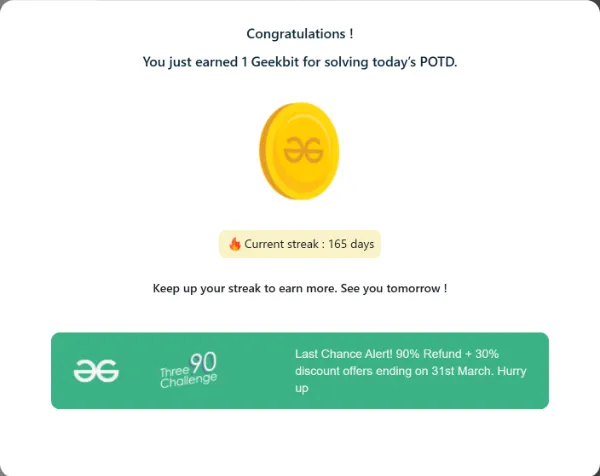 Congratulations !
You just earned 1 Geekbit for solving today's POTD.
Current streak : 165 days
Keep up your streak to earn more. See you tomorrow !
Three 90
Challenge
Last Chance Alert! 90% Refund + 30%
discount offers ending on 31st March. Hurry
up